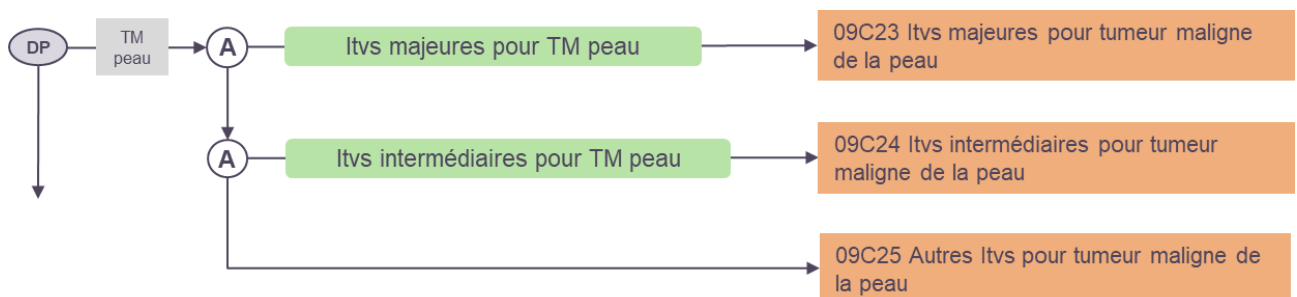 DP
TM
peau
A
Itvs majeures pour TM peau
09C23 Itvs majeures pour tumeur maligne
de la peau
A
Itvs intermédiaires pour TM peau
09C24 Itvs intermédiaires pour tumeur
maligne de la peau
09C25 Autres Itvs pour tumeur maligne de
la peau